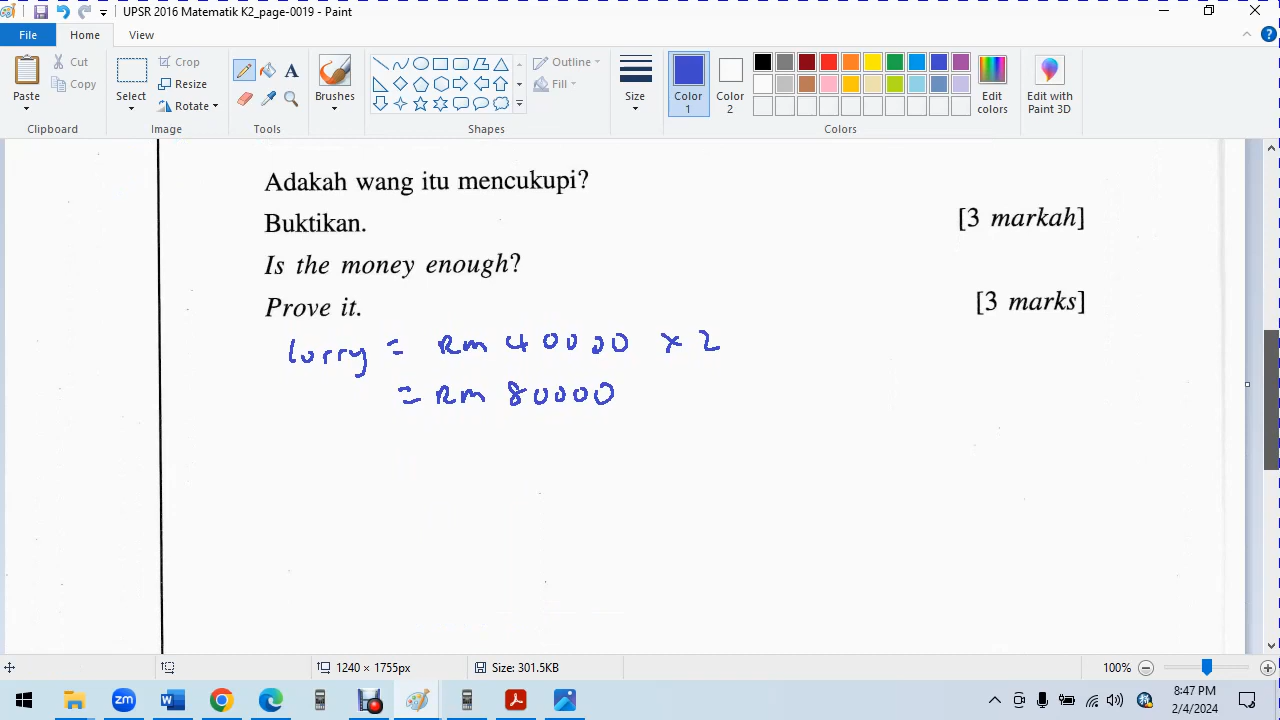 UPSR 2016 Matematik K2_page-0019 - Paint
File Home View
Paste Cut Copy Select Crop Resize Rotate Brushes Outline Fill Size Color 1 Color 2 Edit colors Edit with Paint 3D
Clipboard Image Tools Shapes Colors
Adakah wang itu mencukupi?
Buktikan. [3 markah]
Is the money enough?
Prove it. [3 marks]
lorry = Rm 40000 x 2
= Rm 80000
1240 × 1755px Size: 301.5KB 100%
8:47 PM
2/4/2024